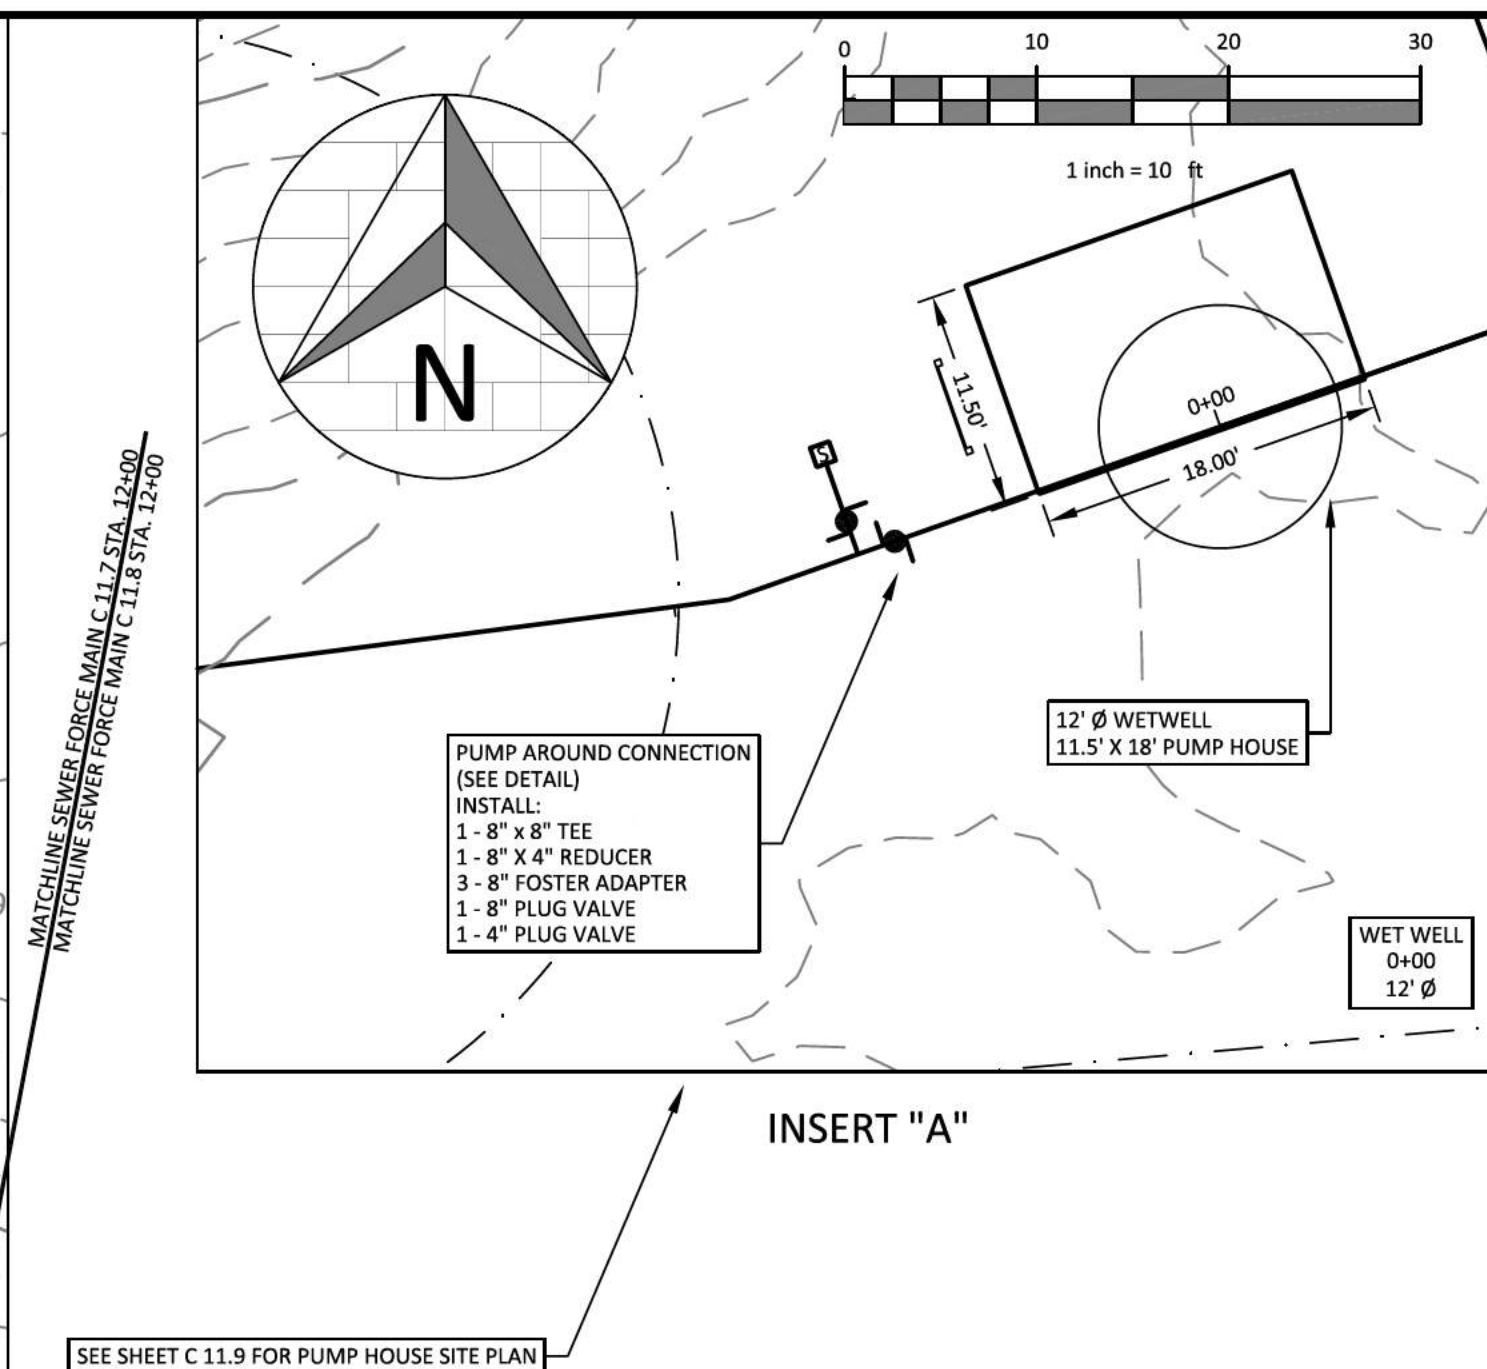 0 10 20 30
1 inch = 10 ft
N
11.50'
0+00
18.00'
S
MATCHLINE SEWER FORCE MAIN C 11.7 STA. 12+00
MATCHLINE SEWER FORCE MAIN C 11.8 STA. 12+00
12' Ø WETWELL
11.5' X 18' PUMP HOUSE
PUMP AROUND CONNECTION
(SEE DETAIL)
INSTALL:
1 - 8" x 8" TEE
1 - 8" X 4" REDUCER
3 - 8" FOSTER ADAPTER
1 - 8" PLUG VALVE
1 - 4" PLUG VALVE
WET WELL
0+00
12' Ø
INSERT "A"
SEE SHEET C 11.9 FOR PUMP HOUSE SITE PLAN